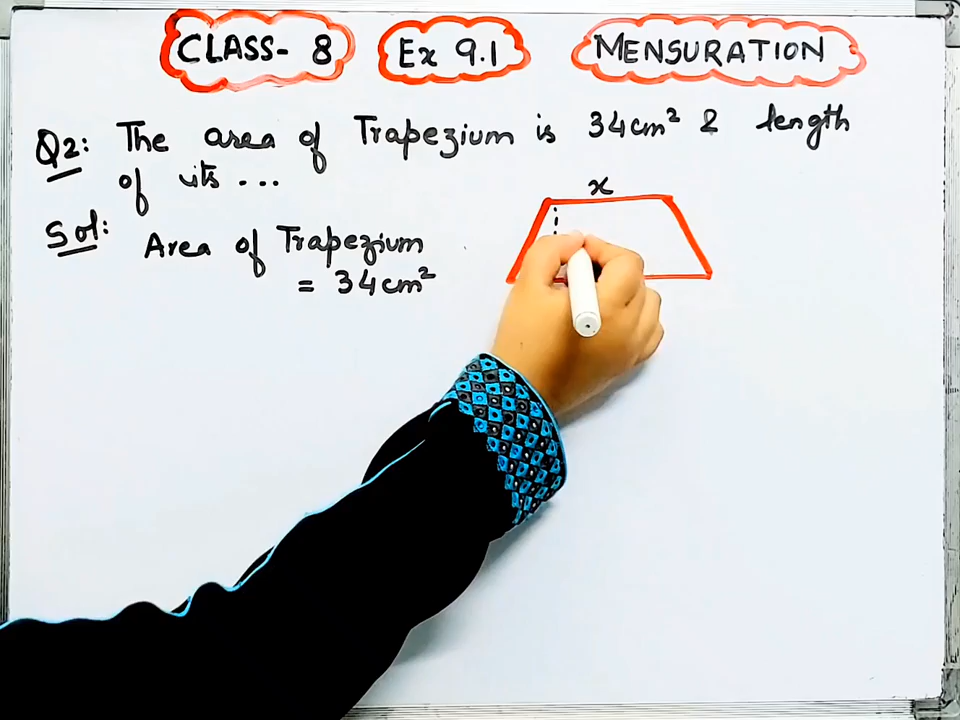 CLASS- 8 Ex 9.1 MENSURATION
Q2: The area of Trapezium is 34cm² & length
of its ...
x
Sol: Area of Trapezium
= 34cm²